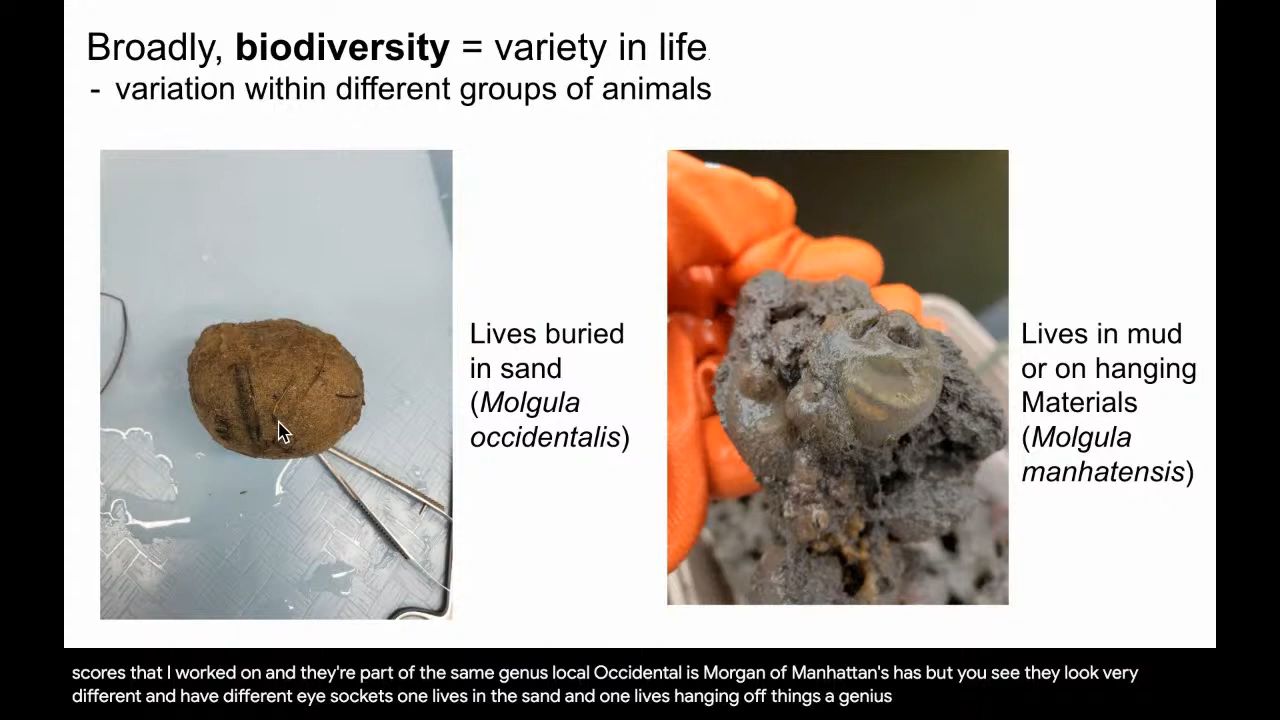 Broadly, biodiversity = variety in life.
- variation within different groups of animals
Lives buried
in sand
(Molgula
occidentalis)
Lives in mud
or on hanging
Materials
(Molgula
manhatensis)
scores that I worked on and they're part of the same genus local Occidental is Morgan of Manhattan's has but you see they look very
different and have different eye sockets one lives in the sand and one lives hanging off things a genius